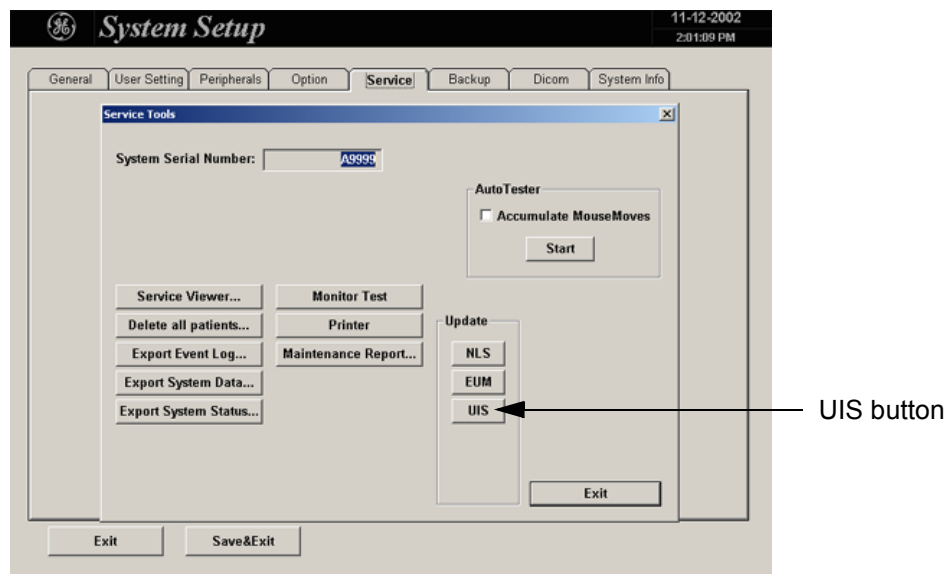 System Setup
11-12-2002
2:01:09 PM
General User Setting Peripherals Option Service Backup Dicom System Info
Service Tools
System Serial Number: A9999
AutoTester
Accumulate MouseMoves
Start
Service Viewer... Monitor Test
Delete all patients... Printer
Export Event Log... Maintenance Report...
Export System Data...
Export System Status...
Update
NLS
EUM
UIS
UIS button
Exit
Exit Save&Exit